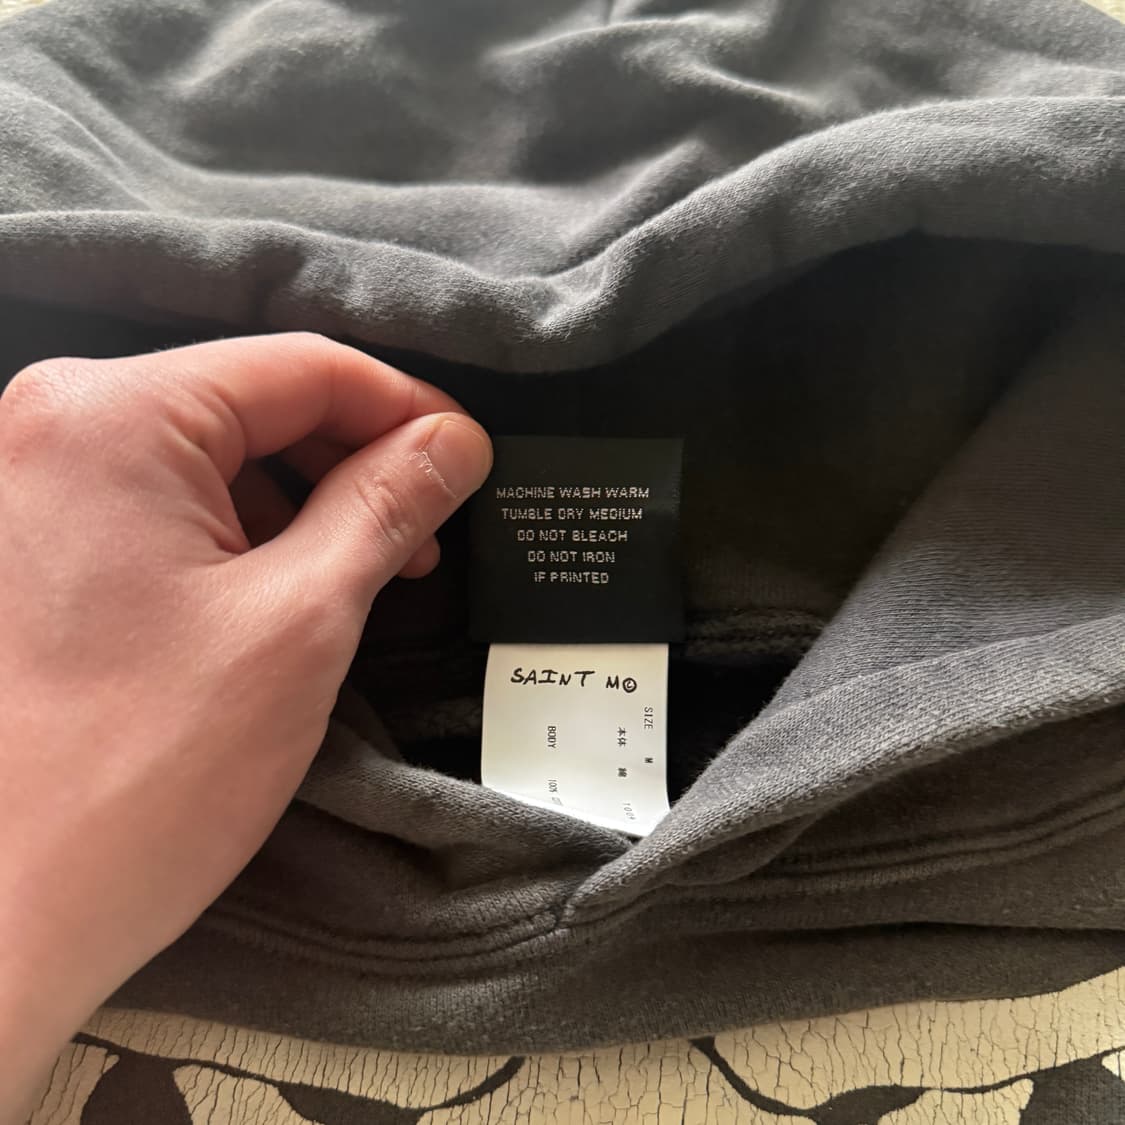 MACHINE WASH WARM
TUMBLE DRY MEDIUM
DO NOT BLEACH
DO NOT IRON
IF PRINTED
SAINT M©
SIZE M
本体 綿 100%
BODY 100%